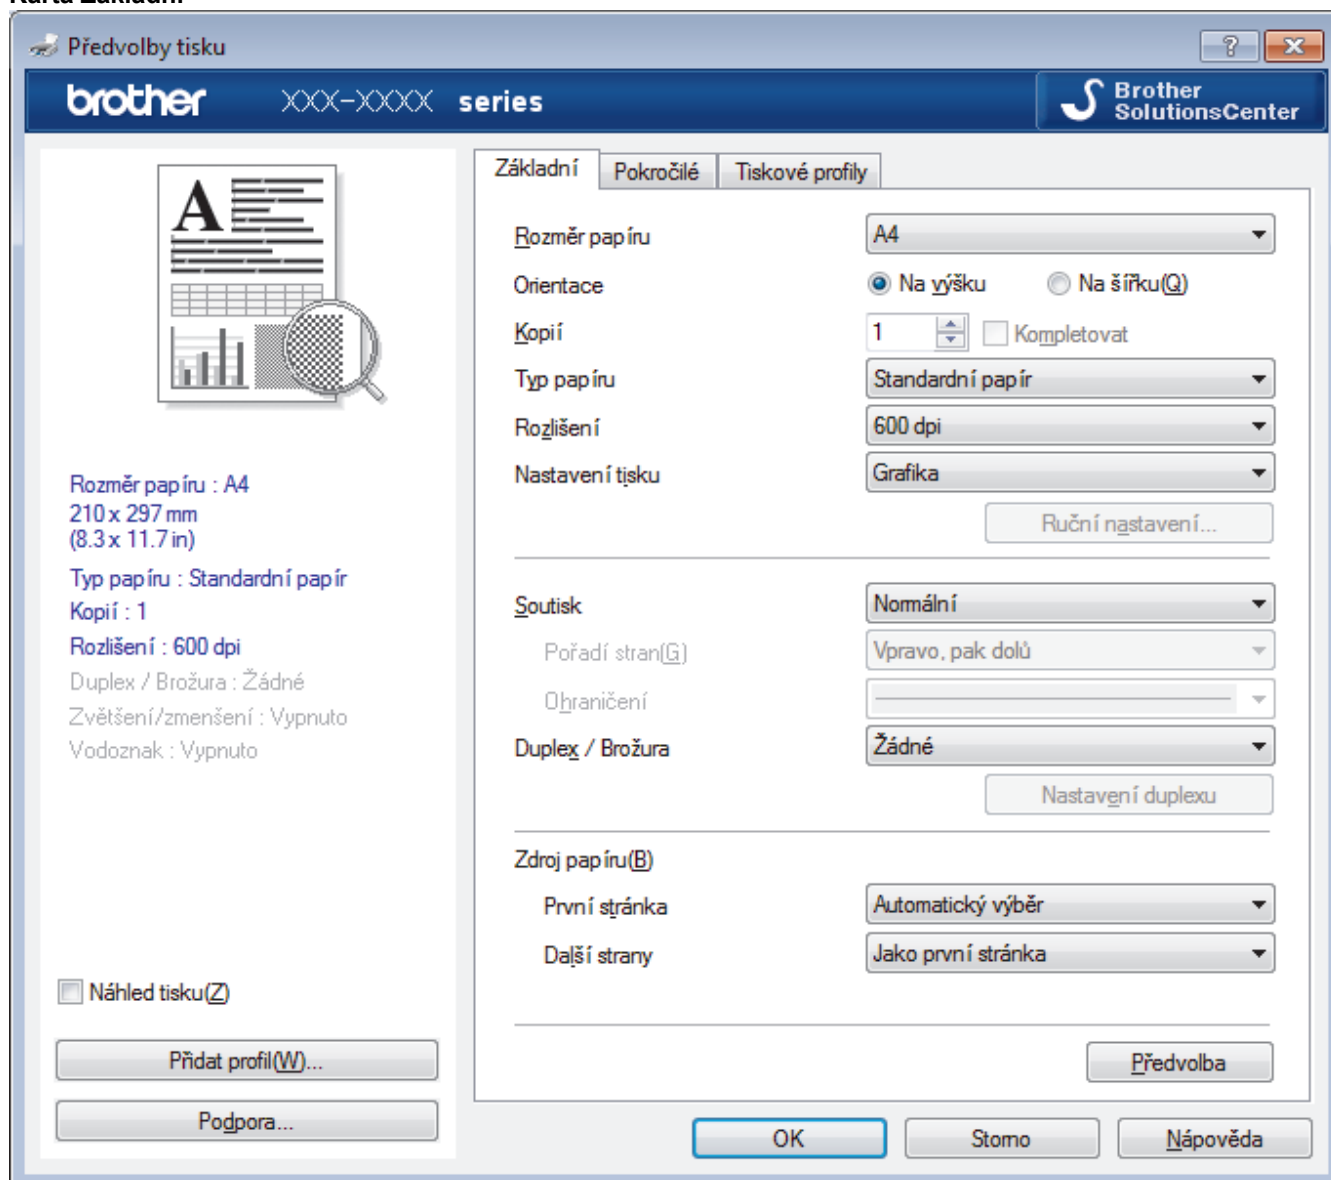 Karta Základní
Předvolby tisku
brother XXX-XXXX series
Brother
SolutionsCenter
A
Rozměr papíru : A4
210 x 297 mm
(8.3 x 11.7 in)
Typ papíru : Standardní papír
Kopií : 1
Rozlišení : 600 dpi
Duplex / Brožura : Žádné
Zvětšení/zmenšení : Vypnuto
Vodoznak : Vypnuto
Náhled tisku(Z)
Přidat profil(W)...
Podpora...
Základní Pokročilé Tiskové profily
Rozměr papíru A4
Orientace Na výšku Na šířku(Q)
Kopií 1 Kompletovat
Typ papíru Standardní papír
Rozlišení 600 dpi
Nastavení tisku Grafika
Ruční nastavení...
Soutisk Normální
Pořadí stran(G) Vpravo, pak dolů
Ohraničení
Duplex / Brožura Žádné
Nastavení duplexu
Zdroj papíru(B)
První stránka Automatický výběr
Další strany Jako první stránka
Předvolba
OK Storno Nápověda